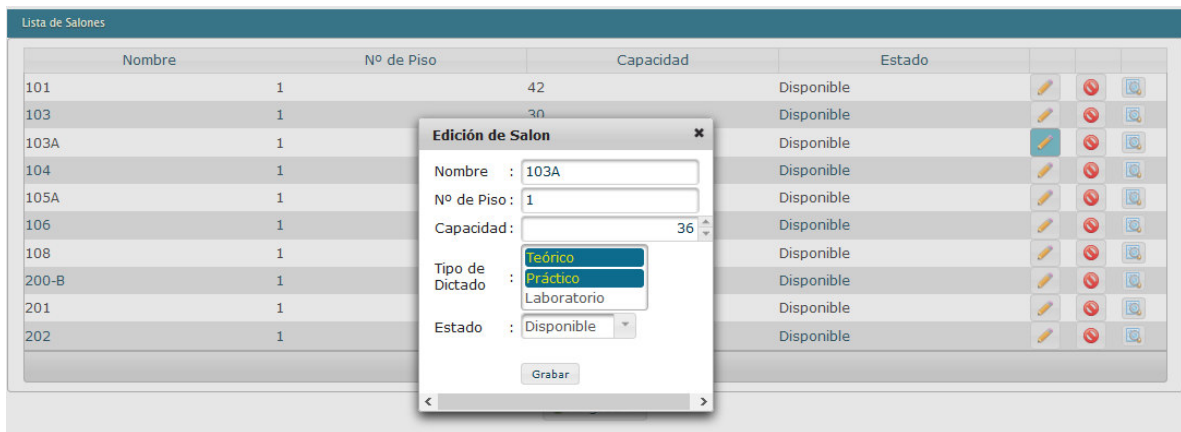 Lista de Salones
Nombre Nº de Piso Capacidad Estado
101 1 42 Disponible
103 1 30 Disponible
103A 1 Disponible
104 1 Disponible
105A 1 Disponible
106 1 Disponible
108 1 Disponible
200-B 1 Disponible
201 1 Disponible
202 1 Disponible
Edición de Salon
Nombre : 103A
Nº de Piso : 1
Capacidad : 36
Tipo de Dictado : Teórico
Práctico
Laboratorio
Estado : Disponible
Grabar